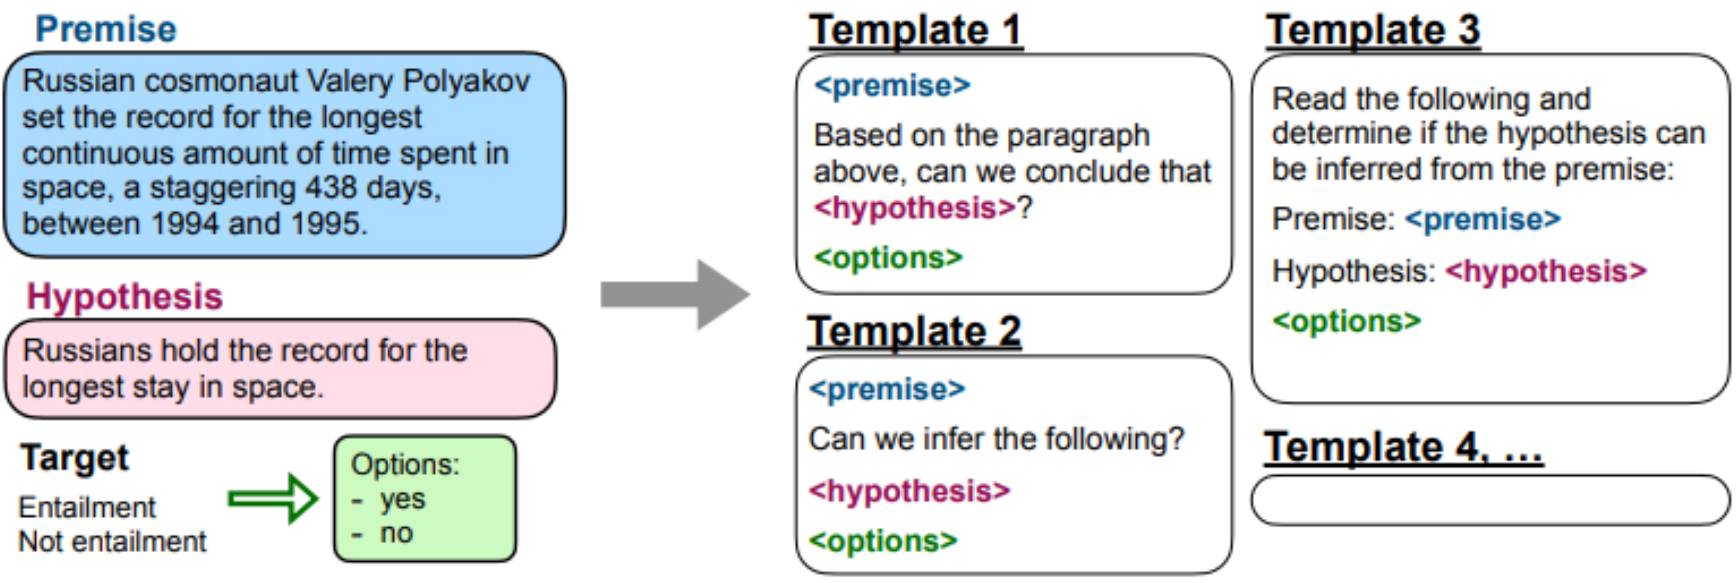 Premise
Russian cosmonaut Valery Polyakov
set the record for the longest
continuous amount of time spent in
space, a staggering 438 days,
between 1994 and 1995.
Hypothesis
Russians hold the record for the
longest stay in space.
Target
Entailment
Not entailment
Options:
- yes
- no
Template 1
<premise>
Based on the paragraph
above, can we conclude that
<hypothesis>?
<options>
Template 2
<premise>
Can we infer the following?
<hypothesis>
<options>
Template 3
Read the following and
determine if the hypothesis can
be inferred from the premise:
Premise: <premise>
Hypothesis: <hypothesis>
<options>
Template 4, ...